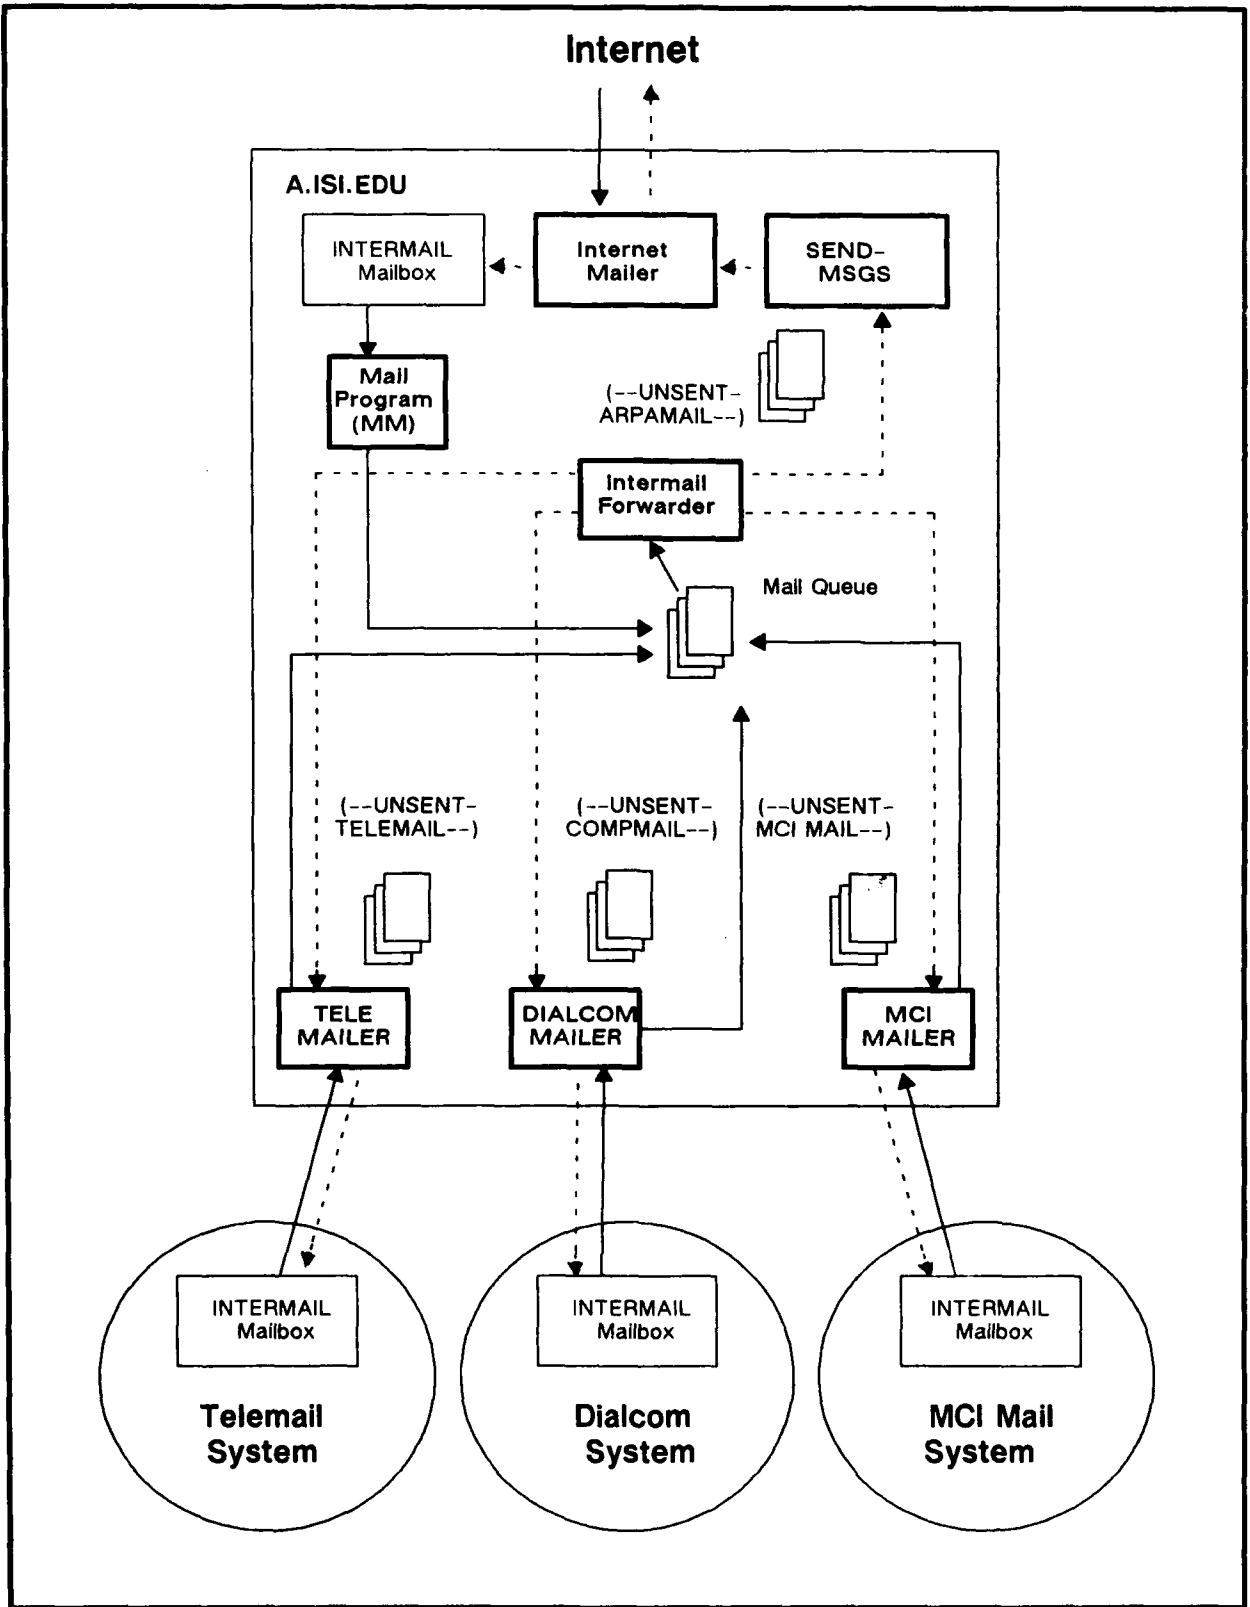 Internet
A.ISI.EDU
INTERMAIL
Mailbox
Internet
Mailer
SEND-
MSGS
Mail
Program
(MM)
(--UNSENT-
ARPAMAIL--)
Intermail
Forwarder
Mail Queue
(--UNSENT-
TELEMAIL--)
(--UNSENT-
COMPMAIL--)
(--UNSENT-
MCI MAIL--)
TELE
MAILER
DIALCOM
MAILER
MCI
MAILER
INTERMAIL
Mailbox
Telemail
System
INTERMAIL
Mailbox
Dialcom
System
INTERMAIL
Mailbox
MCI Mail
System